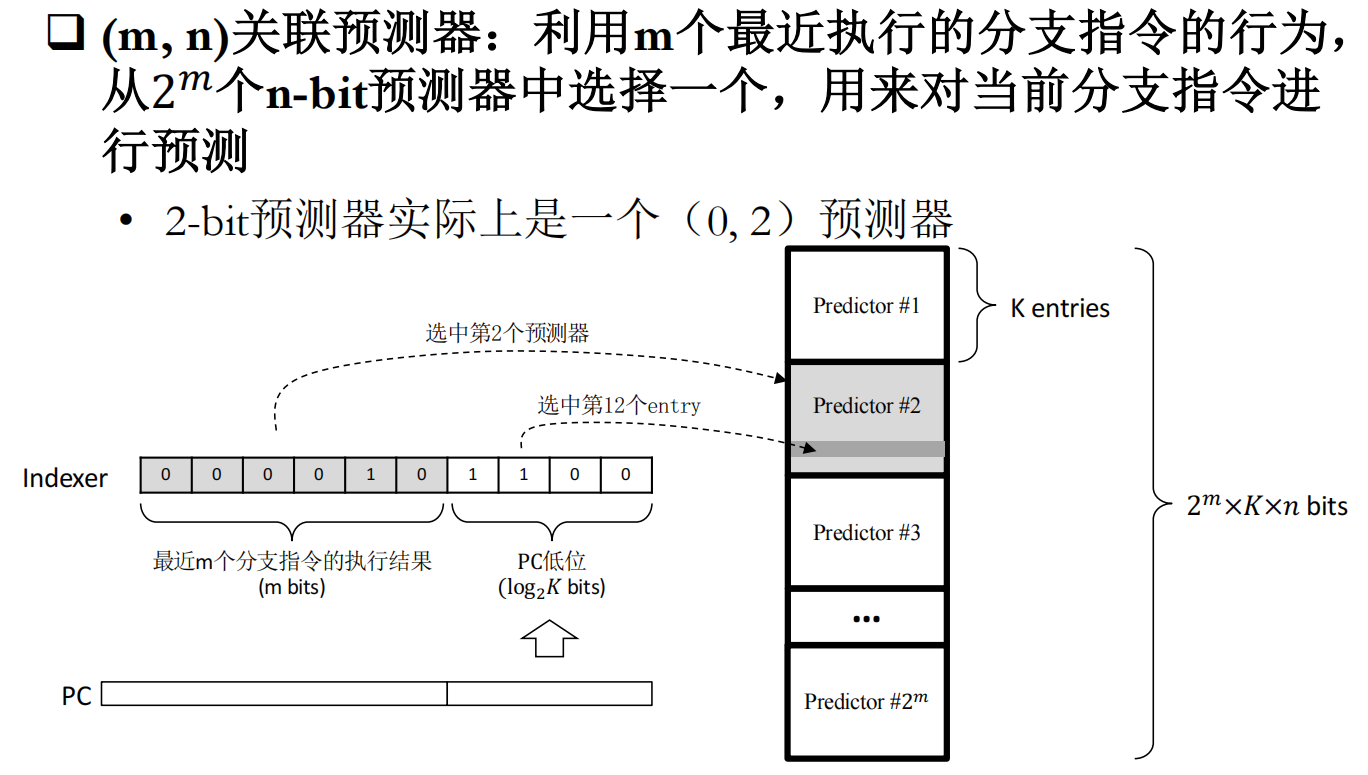 ❑ (m, n)关联预测器：利用m个最近执行的分支指令的行为，
从2^m个n-bit预测器中选择一个，用来对当前分支指令进
行预测
• 2-bit预测器实际上是一个（0, 2）预测器
Predictor #1
K entries
选中第2个预测器
Predictor #2
选中第12个entry
Indexer 0 0 0 0 1 0 1 1 0 0
2^m×K×n bits
Predictor #3
最近m个分支指令的执行结果
(m bits)
PC低位
(log₂K bits)
...
PC
Predictor #2^m